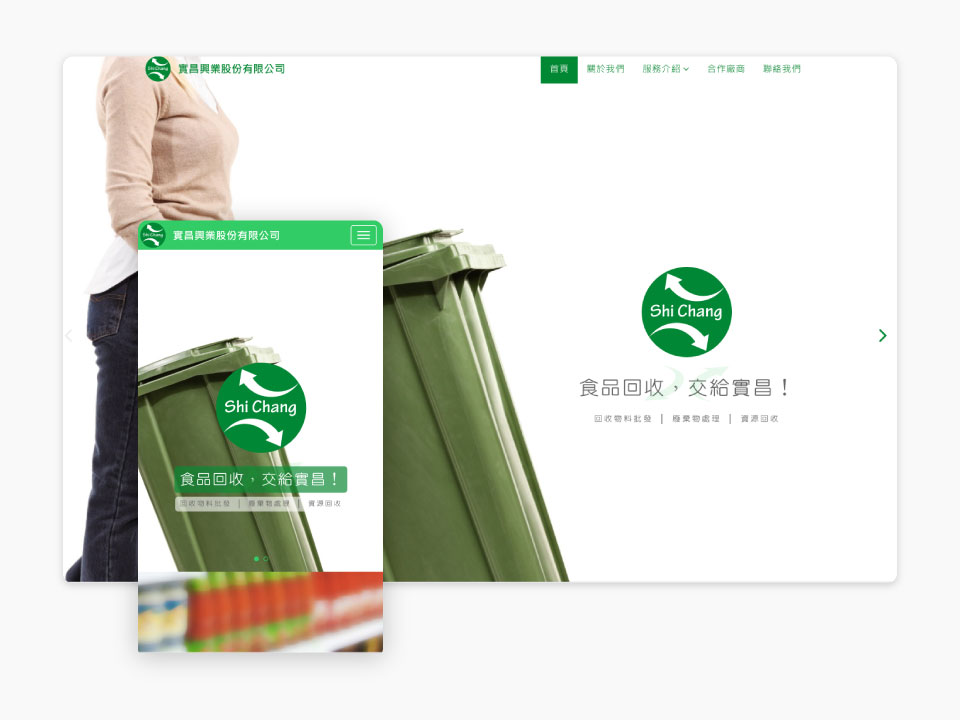 Shi Chang
實昌興業股份有限公司
首頁
關於我們
服務介紹
合作廠商
聯絡我們
Shi Chang
食品回收，交給實昌！
回收物料批發 | 廢棄物處理 | 資源回收
Shi Chang
實昌興業股份有限公司
Shi Chang
食品回收，交給實昌！
回收物料批發 | 廢棄物處理 | 資源回收